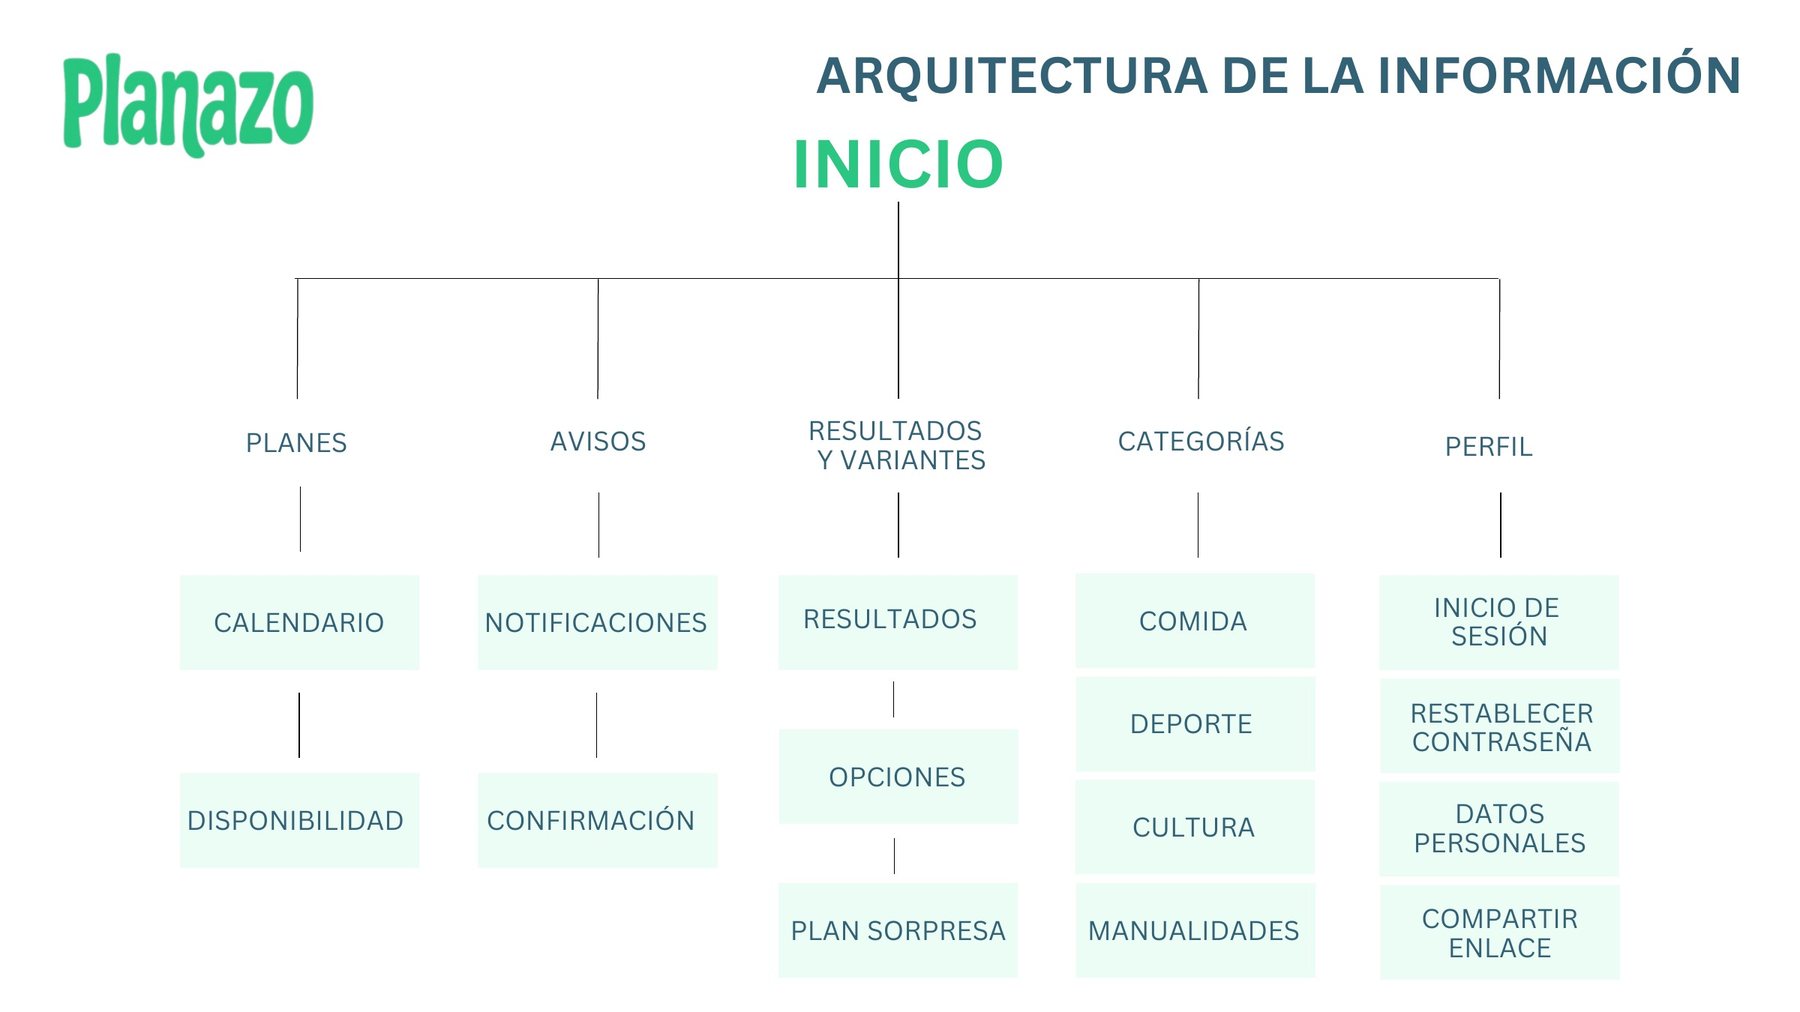 Planazo
ARQUITECTURA DE LA INFORMACIÓN
INICIO
PLANES
AVISOS
RESULTADOS
Y VARIANTES
CATEGORÍAS
PERFIL
CALENDARIO
DISPONIBILIDAD
NOTIFICACIONES
CONFIRMACIÓN
RESULTADOS
OPCIONES
PLAN SORPRESA
COMIDA
DEPORTE
CULTURA
MANUALIDADES
INICIO DE
SESIÓN
RESTABLECER
CONTRASEÑA
DATOS
PERSONALES
COMPARTIR
ENLACE